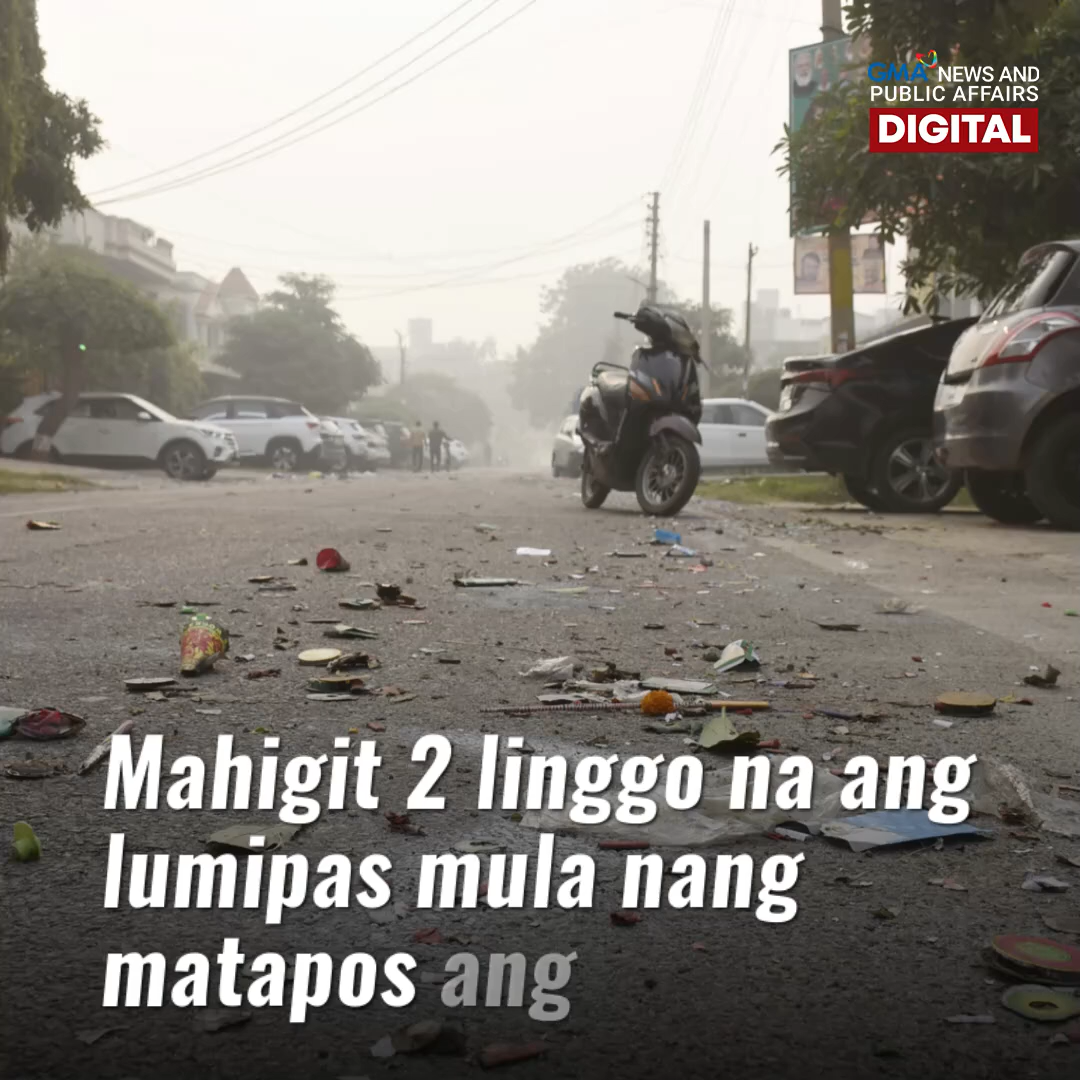 GMA NEWS AND
PUBLIC AFFAIRS
DIGITAL
Mahigit 2 linggo na ang
lumipas mula nang
matapos ang